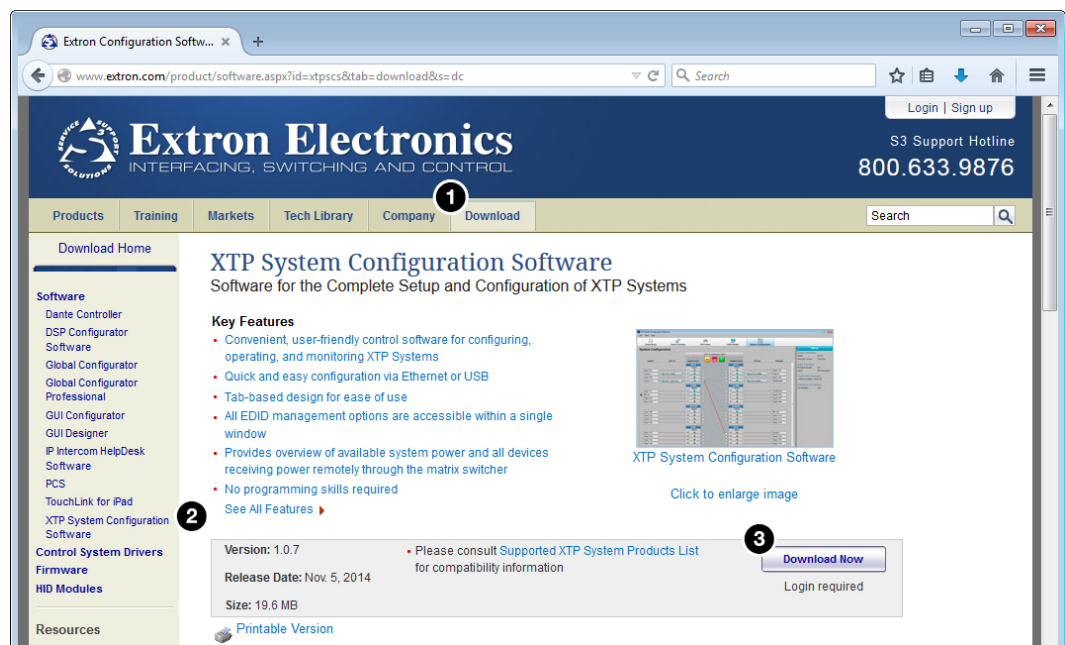 Extron Configuration Softw... × +
www.extron.com/product/software.aspx?id=xtpscs&tab=download&s=dc
Search
Login | Sign up
SERVICE SUPPORT SOLUTIONS
S3
Extron Electronics
INTERFACING, SWITCHING AND CONTROL
S3 Support Hotline
800.633.9876
1
Products Training Markets Tech Library Company Download
Search
Download Home
Software
Dante Controller
DSP Configurator
Software
Global Configurator
Global Configurator
Professional
GUI Configurator
GUI Designer
IP Intercom HelpDesk
Software
PCS
TouchLink for iPad
XTP System Configuration
Software
2
Control System Drivers
Firmware
HID Modules
Resources
XTP System Configuration Software
Software for the Complete Setup and Configuration of XTP Systems
Key Features
• Convenient, user-friendly control software for configuring,
operating, and monitoring XTP Systems
• Quick and easy configuration via Ethernet or USB
• Tab-based design for ease of use
• All EDID management options are accessible within a single
window
• Provides overview of available system power and all devices
receiving power remotely through the matrix switcher
• No programming skills required
See All Features
XTP System Configuration Software
Click to enlarge image
Version: 1.0.7
Release Date: Nov. 5, 2014
Size: 19.6 MB
• Please consult Supported XTP System Products List
for compatibility information
3
Download Now
Login required
Printable Version